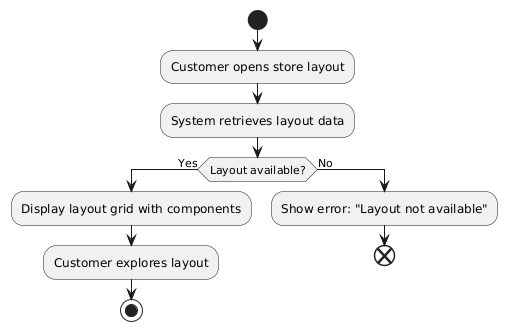 Customer opens store layout
System retrieves layout data
Yes
Layout available?
No
Display layout grid with components
Show error: "Layout not available"
Customer explores layout